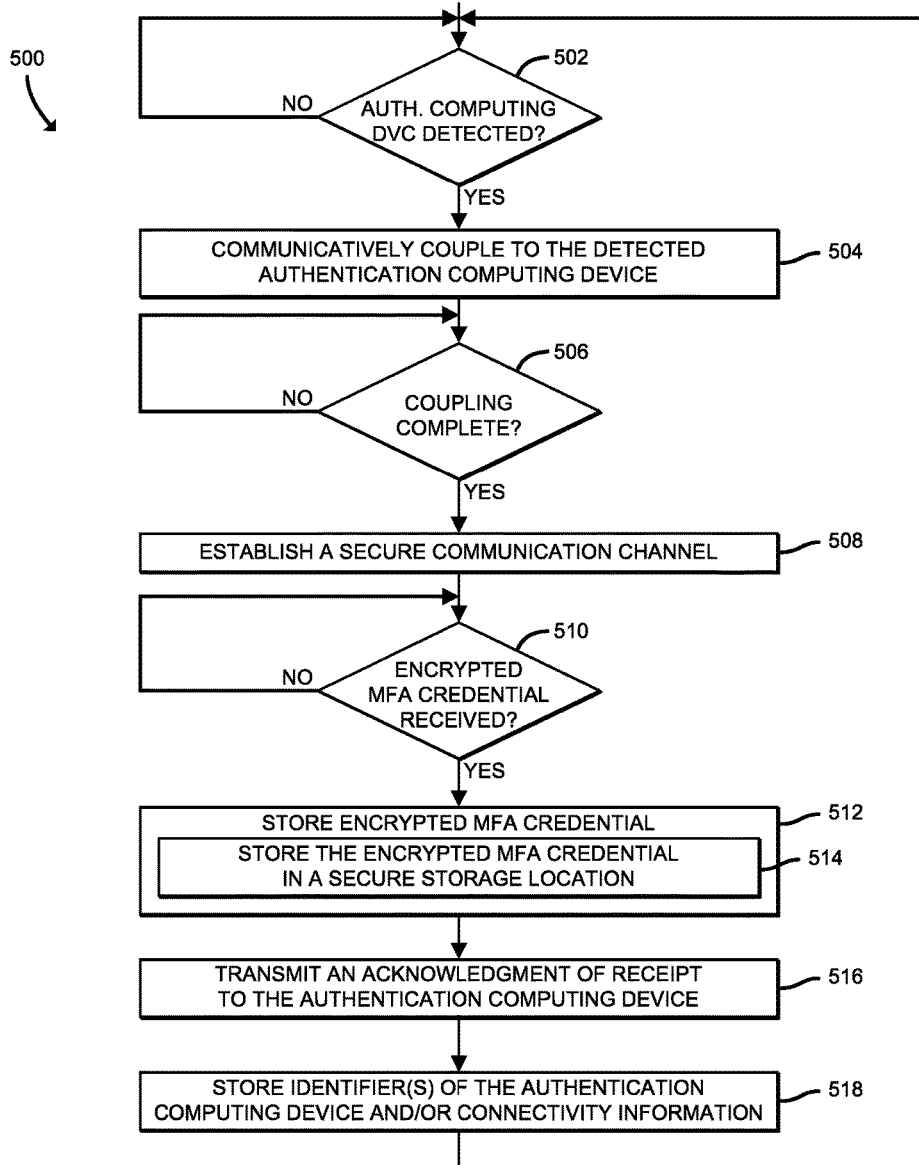 500
502
AUTH. COMPUTING
DVC DETECTED?
NO
YES
COMMUNICATIVELY COUPLE TO THE DETECTED
AUTHENTICATION COMPUTING DEVICE
504
506
COUPLING
COMPLETE?
NO
YES
ESTABLISH A SECURE COMMUNICATION CHANNEL
508
510
ENCRYPTED
MFA CREDENTIAL
RECEIVED?
NO
YES
STORE ENCRYPTED MFA CREDENTIAL
512
STORE THE ENCRYPTED MFA CREDENTIAL
IN A SECURE STORAGE LOCATION
514
TRANSMIT AN ACKNOWLEDGMENT OF RECEIPT
TO THE AUTHENTICATION COMPUTING DEVICE
516
STORE IDENTIFIER(S) OF THE AUTHENTICATION
COMPUTING DEVICE AND/OR CONNECTIVITY INFORMATION
518